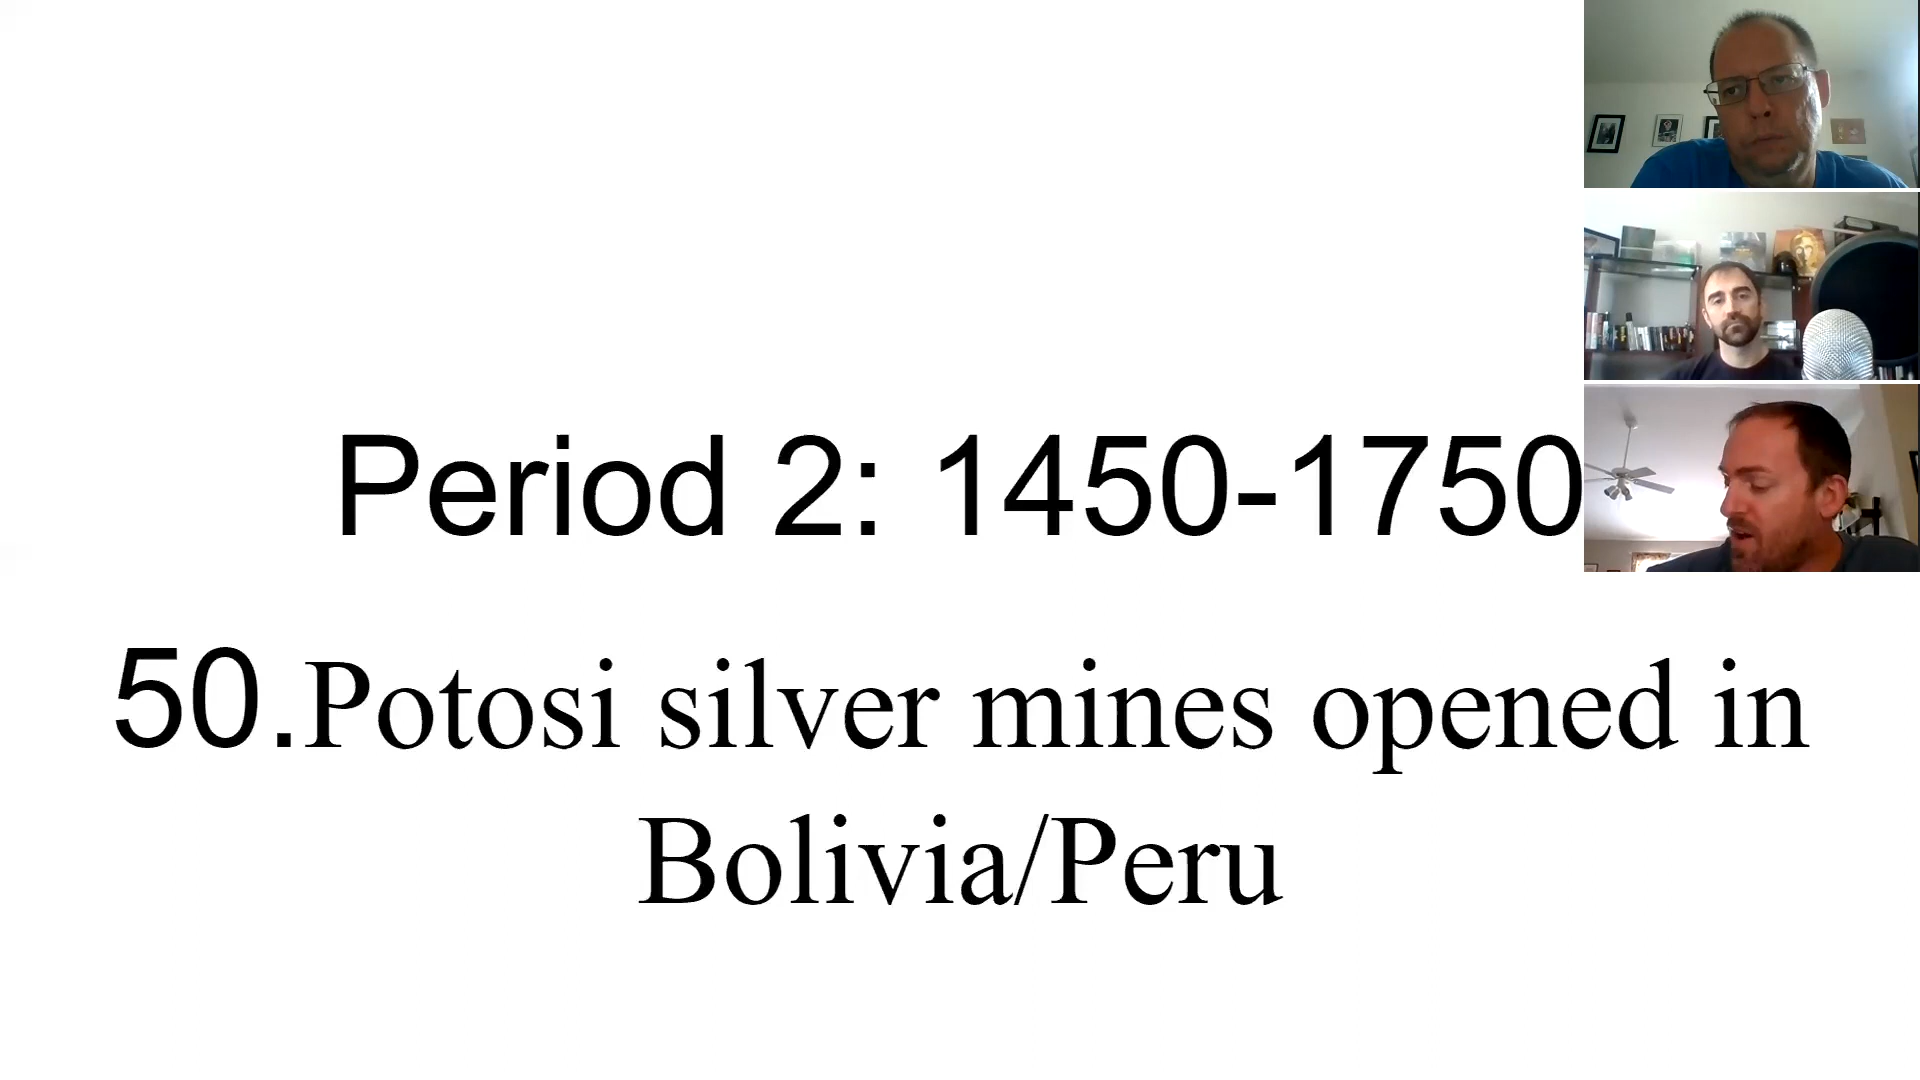 Period 2: 1450-1750
50.Potosi silver mines opened in
Bolivia/Peru